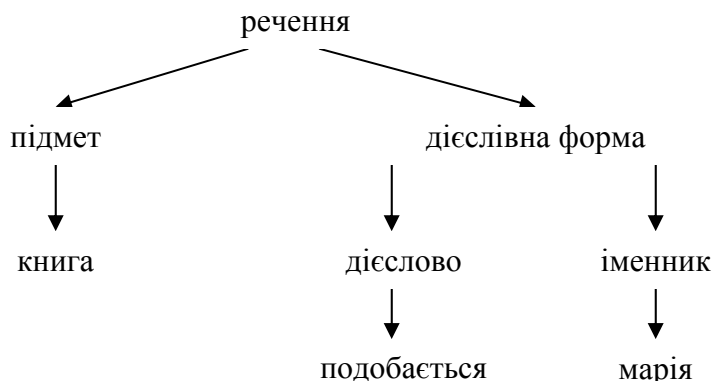 речення
підмет дієслівна форма
книга дієслово іменник
подобається марія